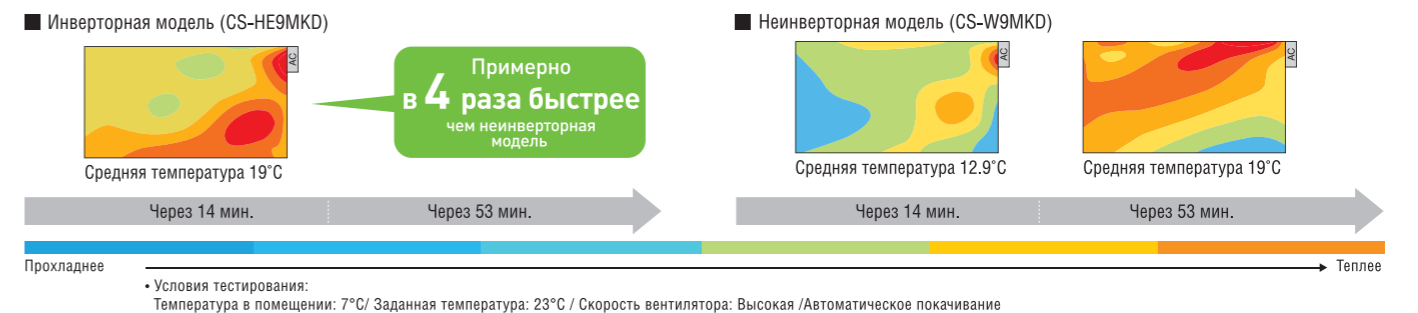 Инверторная модель (CS-HE9MKD)
AC
Средняя температура 19°C
Примерно
в 4 раза быстрее
чем неинверторная
модель
Через 14 мин.
Через 53 мин.
Неинверторная модель (CS-W9MKD)
AC
Средняя температура 12.9°C
AC
Средняя температура 19°C
Через 14 мин.
Через 53 мин.
Прохладнее
Теплее
• Условия тестирования:
Температура в помещении: 7°C/ Заданная температура: 23°C / Скорость вентилятора: Высокая /Автоматическое покачивание